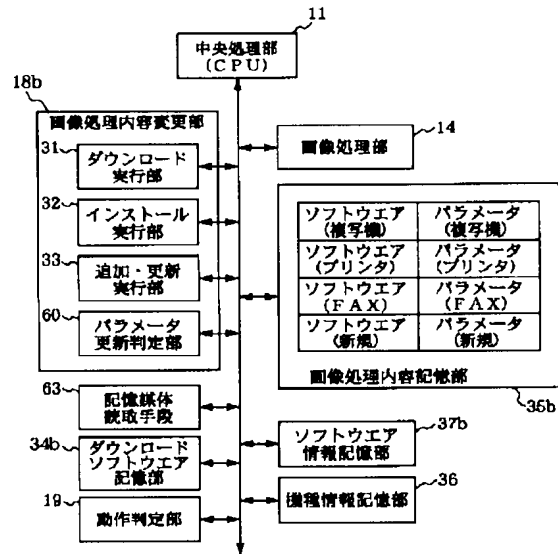 11
中央処理部
(CPU)
18b
画像処理内容変更部
31
ダウンロード
実行部
32
インストール
実行部
33
追加・更新
実行部
60
パラメータ
更新判定部
63
記憶媒体
読取手段
34b
ダウンロード
ソフトウエア
記憶部
19
動作判定部
14
画像処理部
ソフトウエア
(複写機)
パラメータ
(複写機)
ソフトウエア
(プリンタ)
パラメータ
(プリンタ)
ソフトウエア
(FAX)
パラメータ
(FAX)
ソフトウエア
(新規)
パラメータ
(新規)
画像処理内容記憶部
35b
ソフトウエア
情報記憶部
37b
機種情報記憶部
36